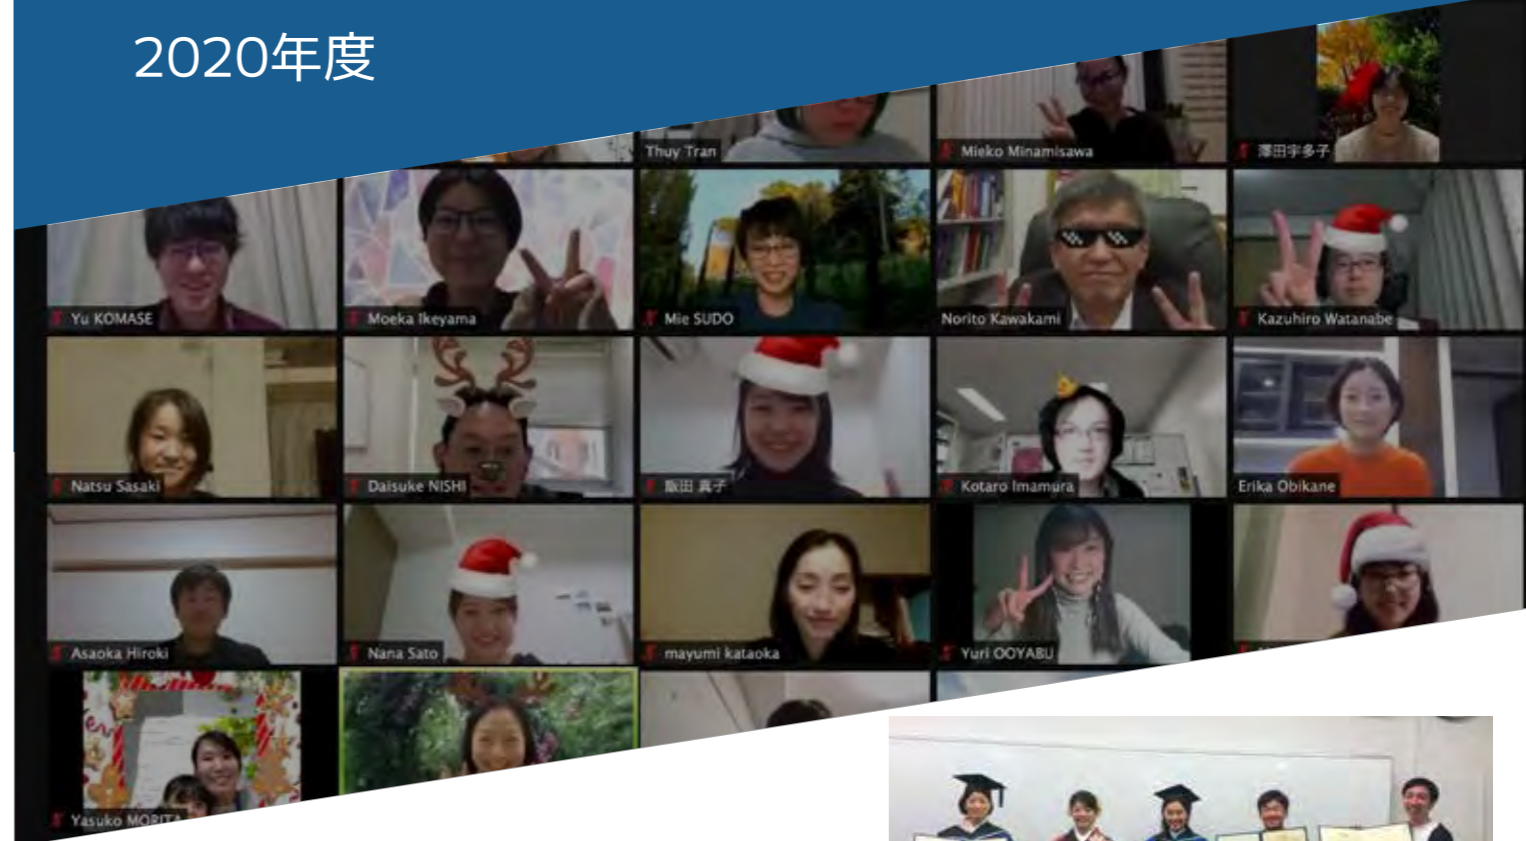 2020年度
Thuy Tran
Mieko Minamisawa
澤田宇多子
Yu KOMASE
Moeka Ikeyama
Mie SUDO
Norito Kawakami
Kazuhiro Watanabe
Natsu Sasaki
Daisuke NISHI
飯田 真子
Kotaro Imamura
Erika Obikane
Asaoka Hiroki
Nana Sato
mayumi kataoka
Yuri OOYABU
Yasuko MORITA